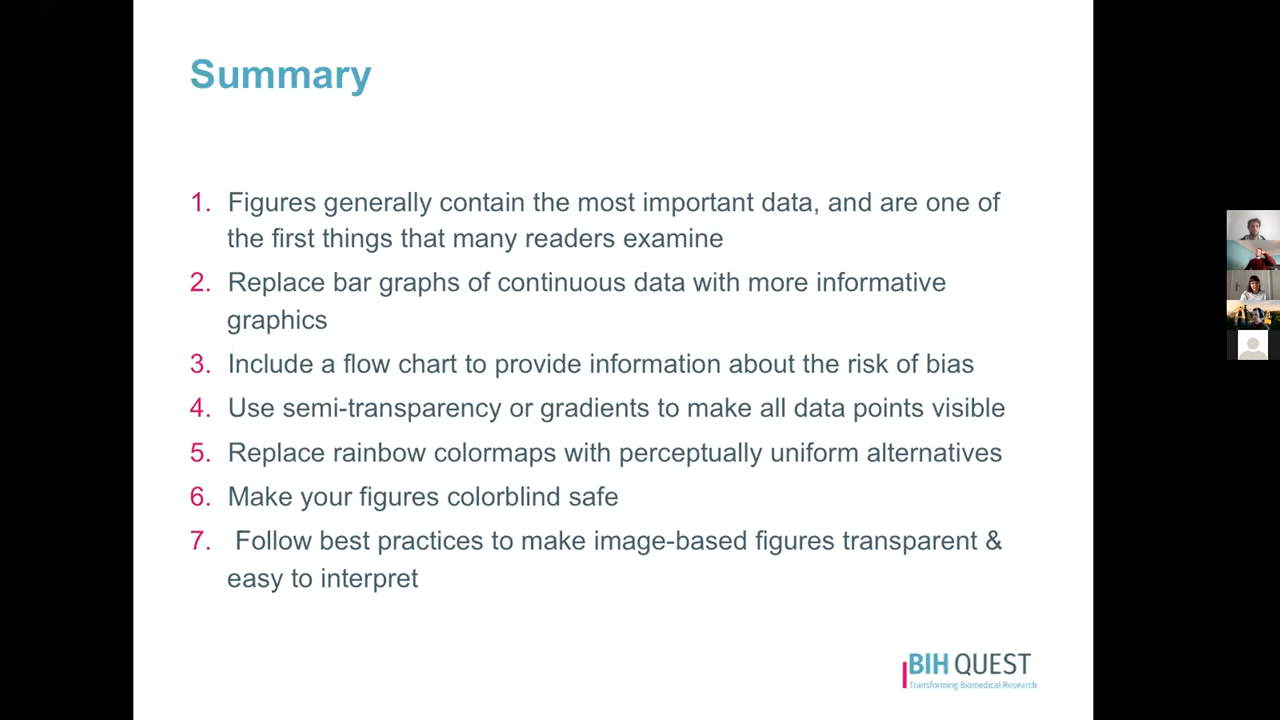 Summary
1. Figures generally contain the most important data, and are one of
the first things that many readers examine
2. Replace bar graphs of continuous data with more informative
graphics
3. Include a flow chart to provide information about the risk of bias
4. Use semi-transparency or gradients to make all data points visible
5. Replace rainbow colormaps with perceptually uniform alternatives
6. Make your figures colorblind safe
7. Follow best practices to make image-based figures transparent &
easy to interpret
BIH QUEST
Transforming Biomedical Research